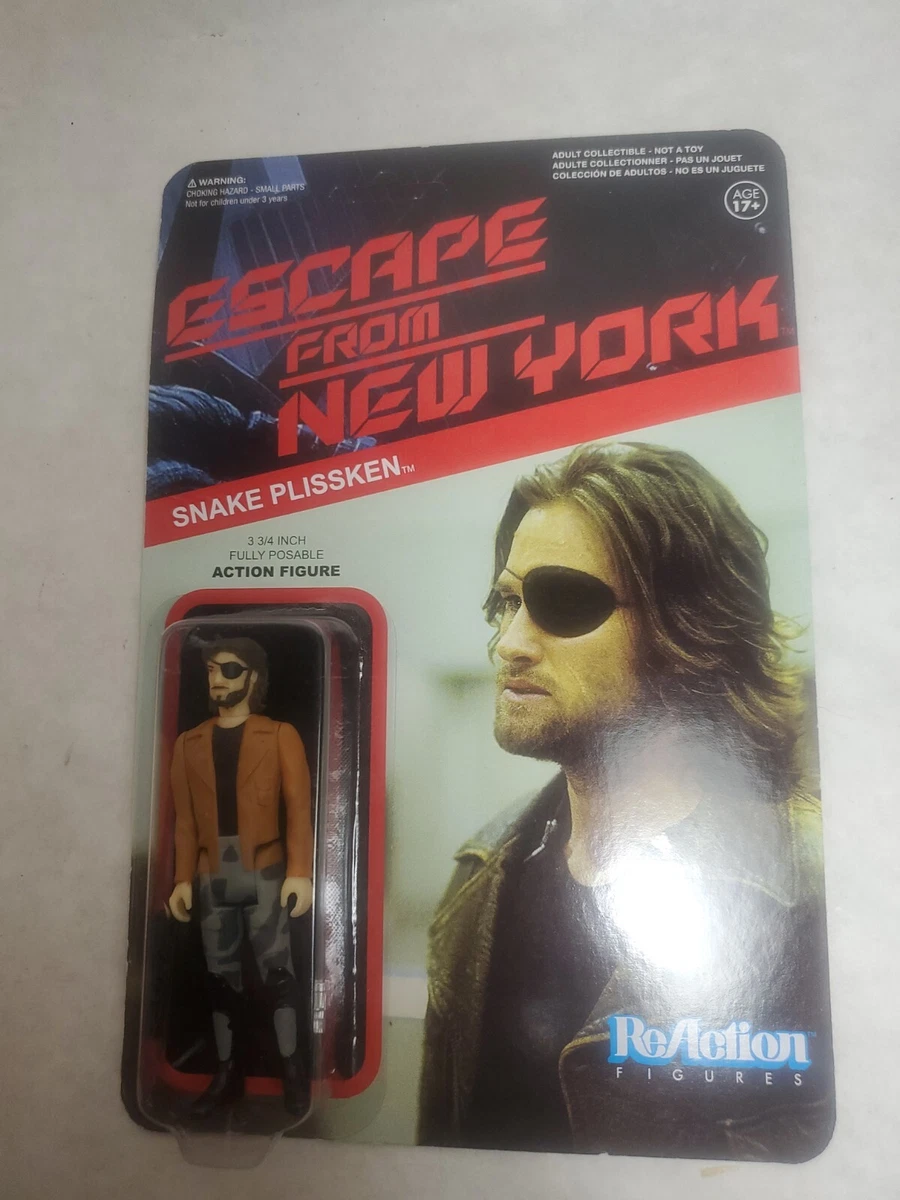 ⚠ WARNING:
CHOKING HAZARD - SMALL PARTS
Not for children under 3 years
ADULT COLLECTIBLE - NOT A TOY
ADULTE COLLECTIONNER - PAS UN JOUET
COLECCIÓN DE ADULTOS - NO ES UN JUGUETE
AGE
17+
ESCAPE
FROM
NEW YORK™
SNAKE PLISSKEN™
3 3/4 INCH
FULLY POSABLE
ACTION FIGURE
ReAction™
FIGURES